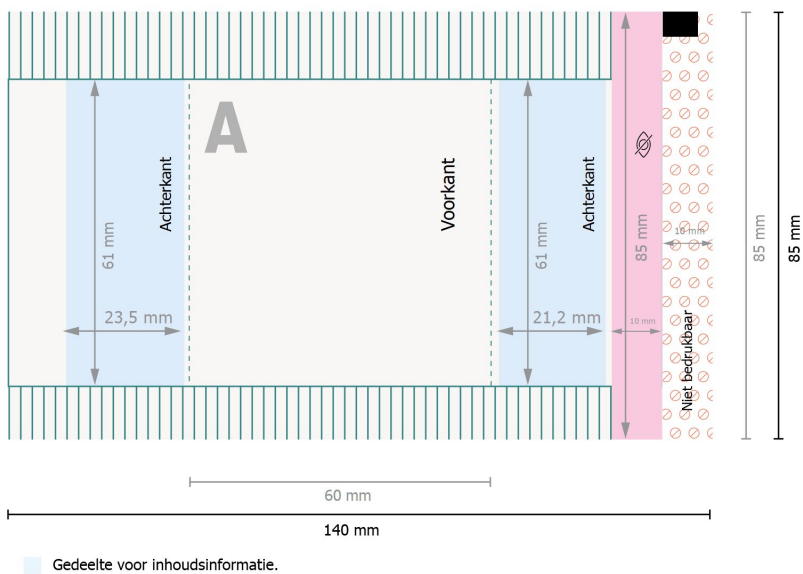 A
Achterkant
61 mm
23,5 mm
Voorkant
Achterkant
61 mm
21,2 mm
85 mm
10 mm
10 mm
Niet bedrukbaar
85 mm
85 mm
60 mm
140 mm
Gedeelte voor inhoudsinformatie.